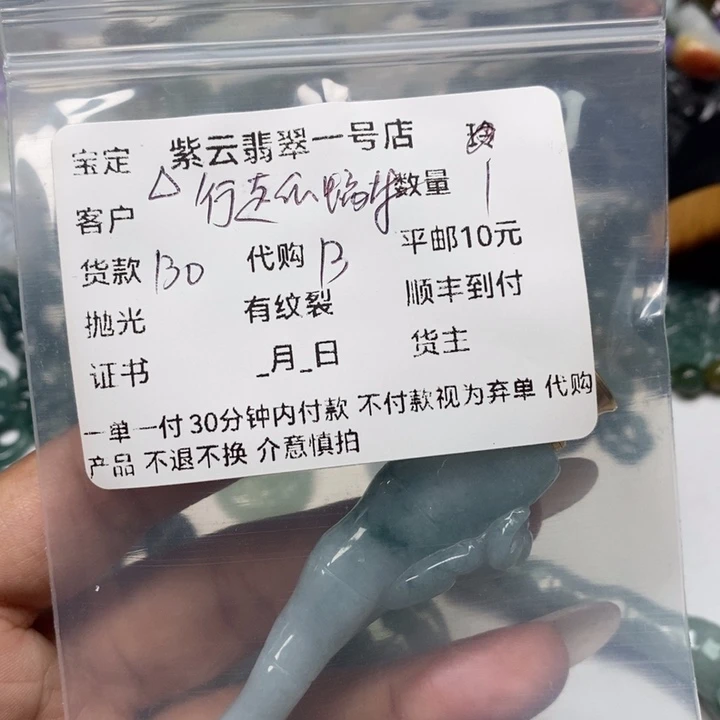 宝定 紫云翡翠一号店
客户 △ 行走 数量 1
货款 130 代购 13 平邮10元
抛光 有纹裂 顺丰到付
证书 _月_日 货主
一单一付 30分钟内付款 不付款视为弃单 代购
产品 不退不换 介意慎拍